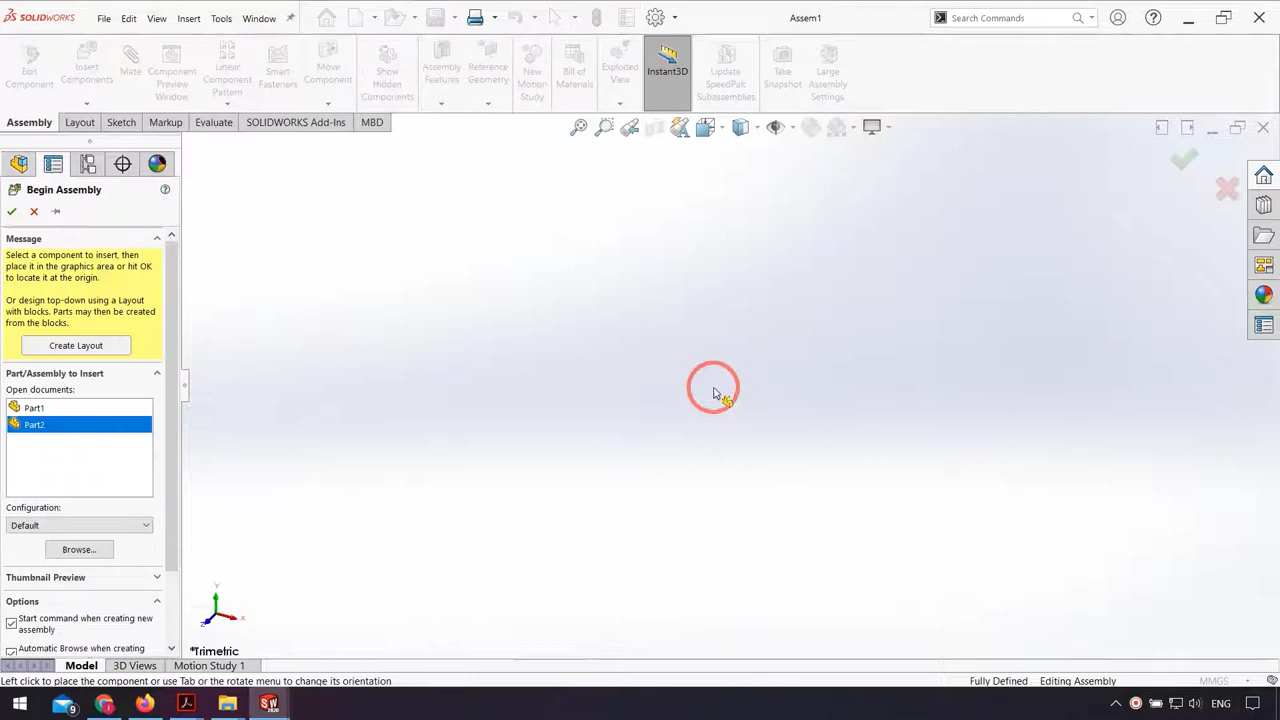 SOLIDWORKS File Edit View Insert Tools Window Assem1 Search Commands
Edit Component
Insert Components
Mate
Component Preview Window
Linear Component Pattern
Smart Fasteners
Move Component
Show Hidden Components
Assembly Features
Reference Geometry
New Motion Study
Bill of Materials
Exploded View
Instant3D
Update SpeedPak Subassemblies
Take Snapshot
Large Assembly Settings
Assembly Layout Sketch Markup Evaluate SOLIDWORKS Add-Ins MBD
Begin Assembly
Message
Select a component to insert, then
place it in the graphics area or hit OK
to locate it at the origin.
Or design top-down using a Layout
with blocks. Parts may then be created
from the blocks.
Create Layout
Part/Assembly to Insert
Open documents:
Part1
Part2
Configuration:
Default
Browse...
Thumbnail Preview
Options
Start command when creating new
assembly
Automatic Browse when creating
Y
X
Z
*Trimetric
Model 3D Views Motion Study 1
Left click to place the component or use Tab or the rotate menu to change its orientation Fully Defined Editing Assembly MMGS
9
SW
2020
ENG